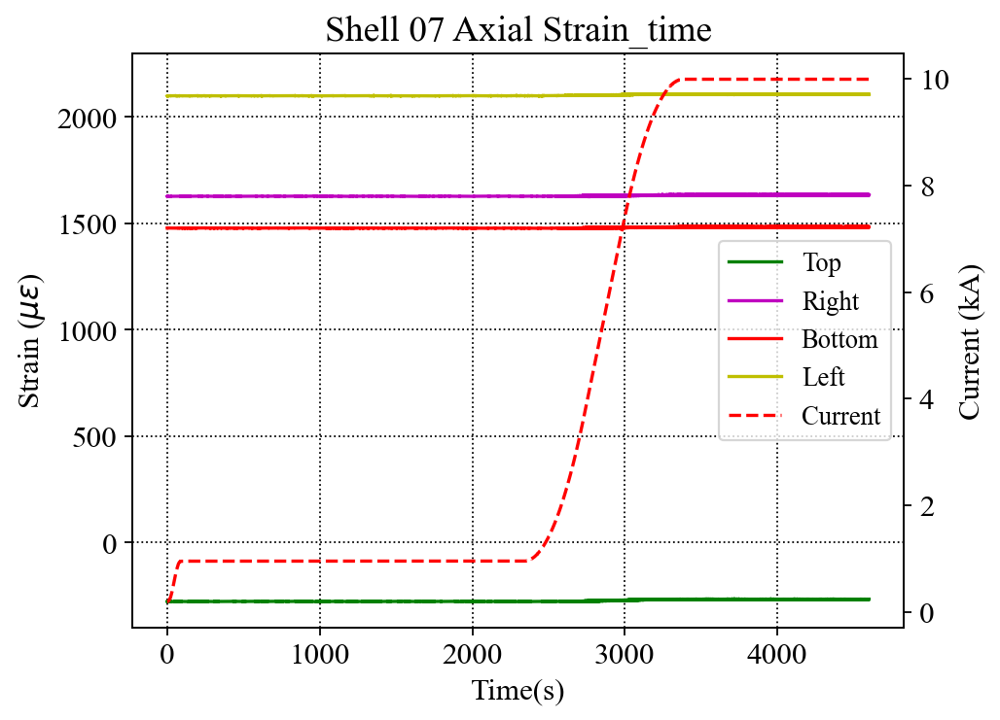 Shell 07 Axial Strain_time
2000
1500
1000
500
0
Strain (με)
10
8
6
4
2
0
Current (kA)
Top
Right
Bottom
Left
Current
0 1000 2000 3000 4000
Time(s)